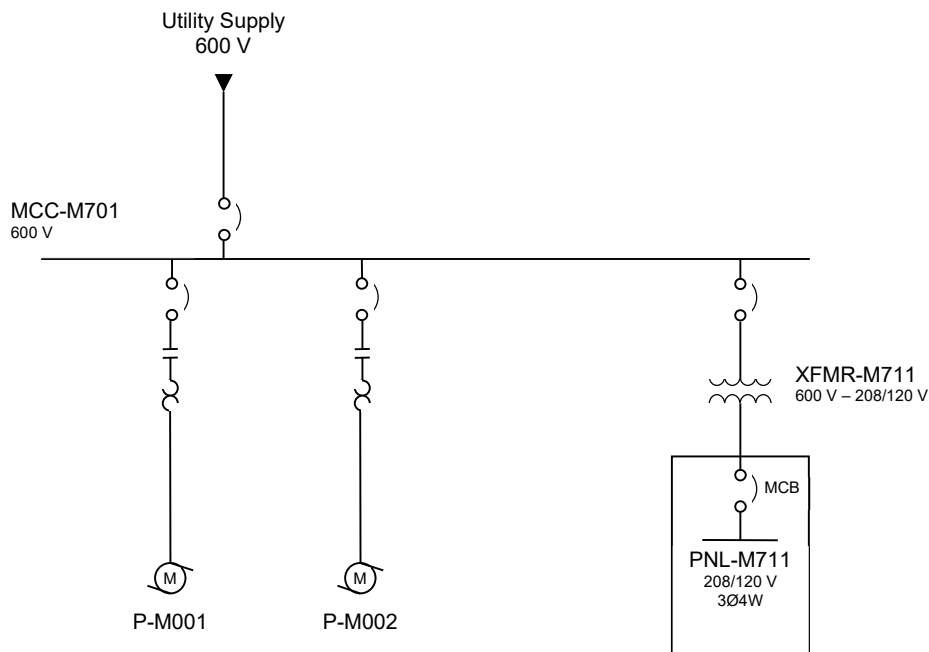 Utility Supply
600 V
MCC-M701
600 V
XFMR-M711
600 V – 208/120 V
MCB
PNL-M711
208/120 V
3Ø4W
M
M
P-M001
P-M002